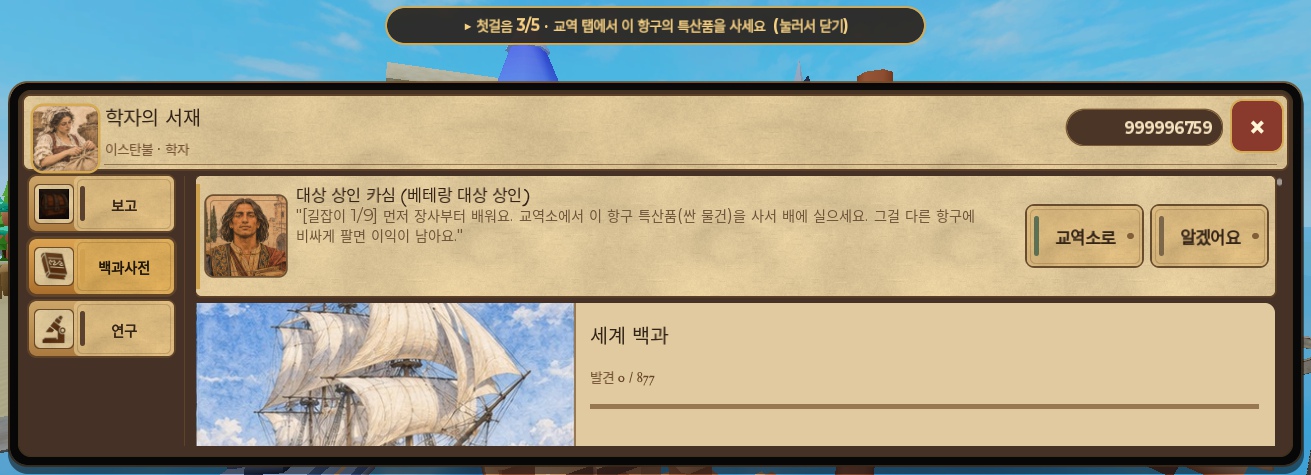 ▸ 첫걸음 3/5 · 교역 탭에서 이 항구의 특산품을 사세요 (눌러서 닫기)
학자의 서재
이스탄불 · 학자
999996759
보고
백과사전
연구
대상 상인 카심 (베테랑 대상 상인)
"[길잡이 1/9] 먼저 장사부터 배워요. 교역소에서 이 항구 특산품(싼 물건)을 사서 배에 실으세요. 그걸 다른 항구에
비싸게 팔면 이익이 남아요."
교역소로
알겠어요
세계 백과
발견 0 / 877